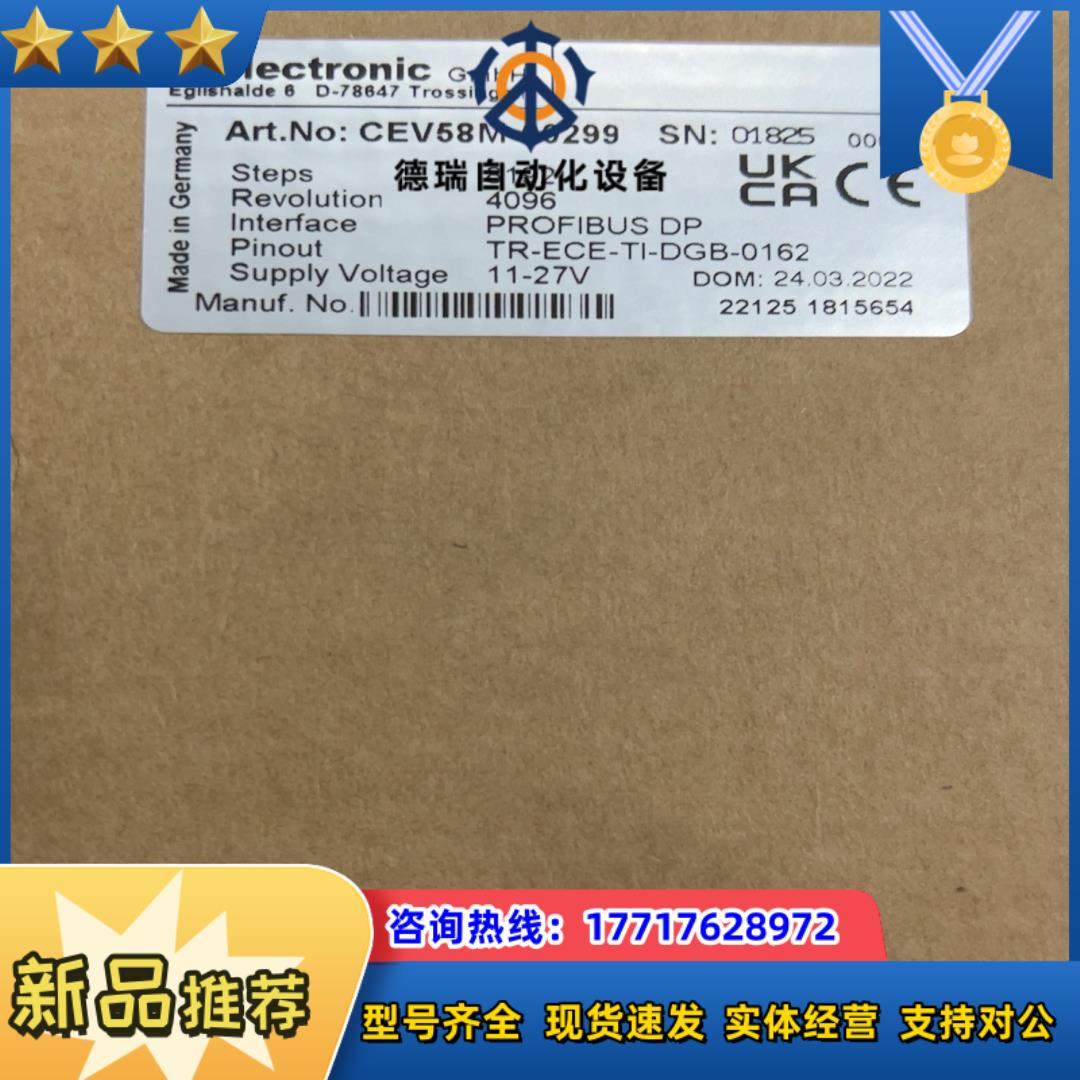 GmbH
Eglishalde 6 D-78647 Trossingen
Art.No: CEV58M 0299 SN: 01825
德瑞自动化设备
Made in Germany
UK
CA CE
Steps
Revolution 4096
Interface PROFIBUS DP
Pinout TR-ECE-TI-DGB-0162
Supply Voltage 11-27V DOM: 24.03.2022
Manuf. No. 22125 1815654
咨询热线：17717628972
新品推荐
型号齐全 现货速发 实体经营 支持对公